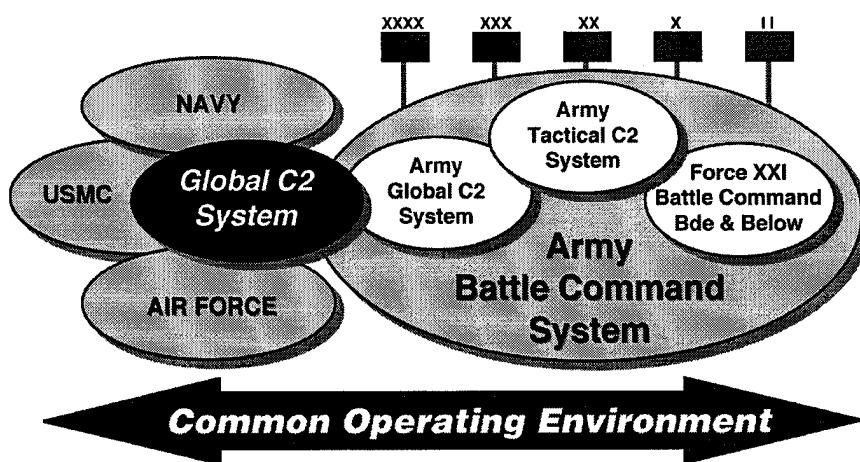 XXXX XXX XX X II
NAVY
USMC
Global C2
System
AIR FORCE
Army
Global C2
System
Army
Tactical C2
System
Force XXI
Battle Command
Bde & Below
Army
Battle Command
System
Common Operating Environment